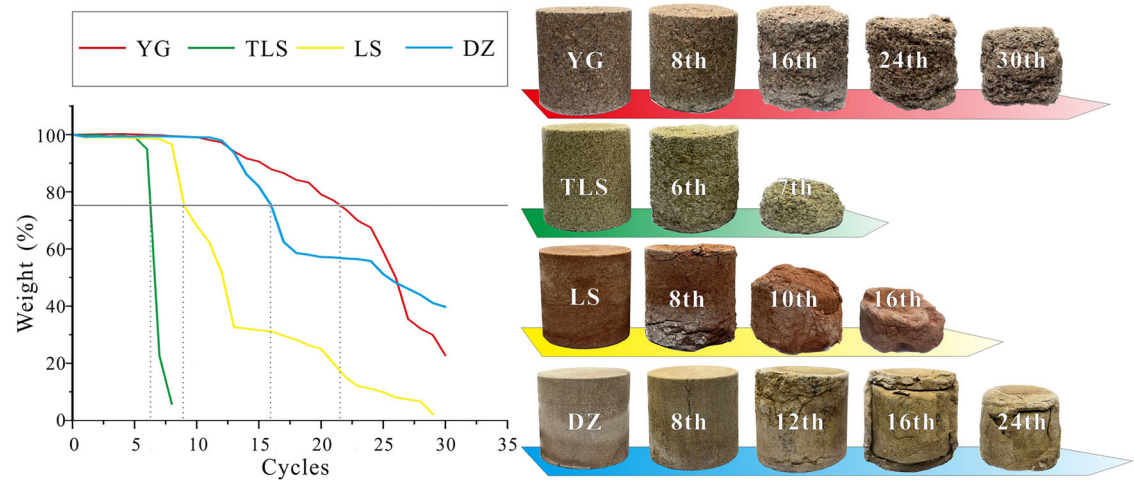 YG TLS LS DZ
100
80
60
40
20
0
0 5 10 15 20 25 30 35
Weight (%)
Cycles
YG 8th 16th 24th 30th
TLS 6th 7th
LS 8th 10th 16th
DZ 8th 12th 16th 24th